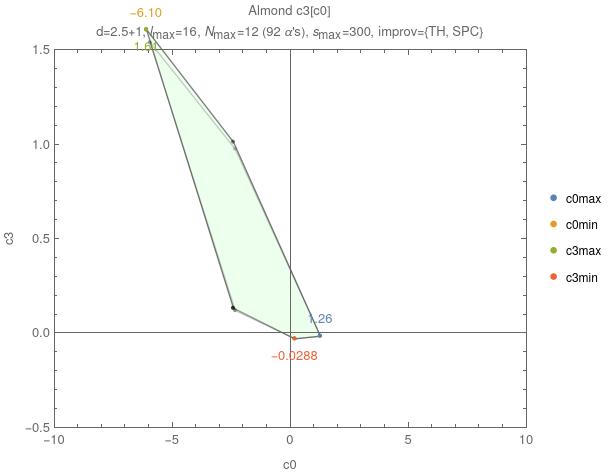 Almond c3[c0]
−6.10
d=2.5+1, lmax=16, Nmax=12 (92 α's), smax=300, improv={TH, SPC}
1.5
1.0
c3
0.5
0.0
−0.5
−10
−5
0
5
10
c0
1.26
−0.0288
c0max
c0min
c3max
c3min